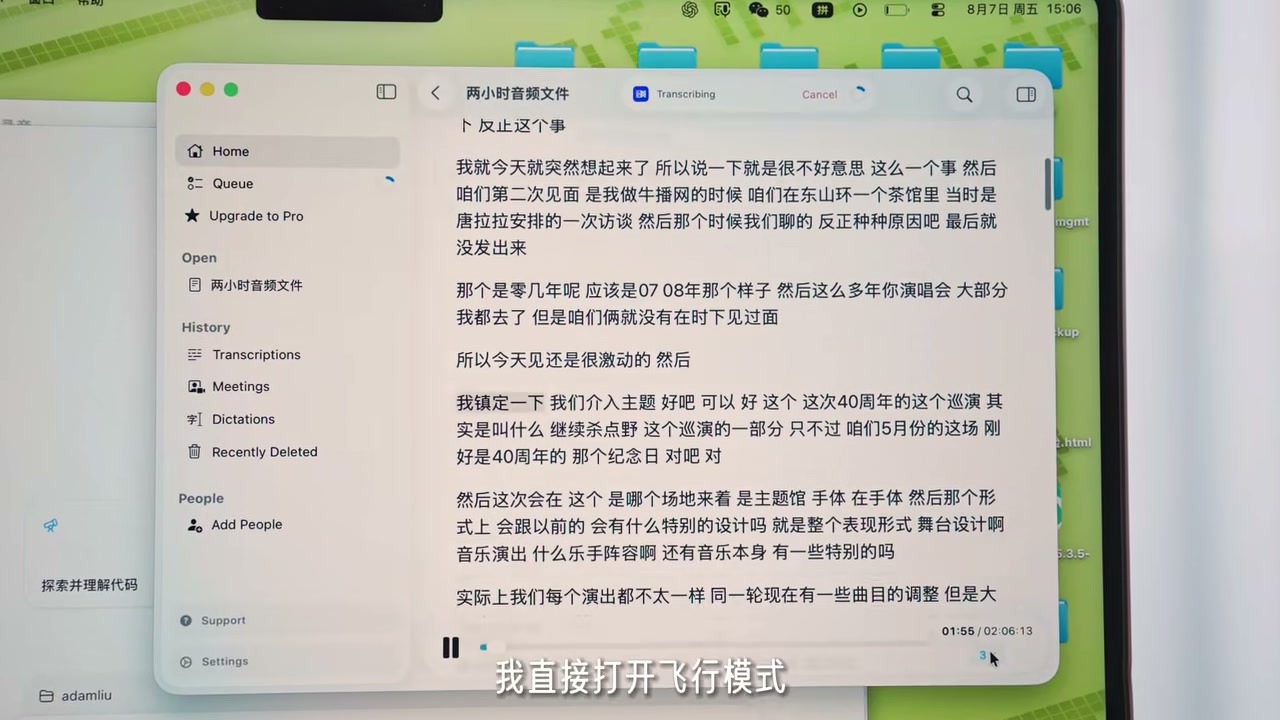 窗口 帮助
50
拼
8月7日 周五 15:06
两小时音频文件
Transcribing
Cancel
Home
Queue
Upgrade to Pro
Open
两小时音频文件
History
Transcriptions
Meetings
字
Dictations
Recently Deleted
People
Add People
Support
Settings
卜 反止这个事
我就今天就突然想起来了 所以说一下就是很不好意思 这么一个事 然后
咱们第二次见面 是我做牛播网的时候 咱们在东山环一个茶馆里 当时是
唐拉拉安排的一次访谈 然后那个时候我们聊的 反正种种原因吧 最后就
没发出来
那个是零几年呢 应该是07 08年那个样子 然后这么多年你演唱会 大部分
我都去了 但是咱们俩就没有在时下见过面
所以今天见还是很激动的 然后
我镇定一下 我们介入主题 好吧 可以 好 这个 这次40周年的这个巡演 其
实是叫什么 继续杀点野 这个巡演的一部分 只不过 咱们5月份的这场 刚
好是40周年的 那个纪念日 对吧 对
然后这次会在 这个 是哪个场地来着 是主题馆 手体 在手体 然后那个形
式上 会跟以前的 会有什么特别的设计吗 就是整个表现形式 舞台设计啊
音乐演出 什么乐手阵容啊 还有音乐本身 有一些特别的吗
实际上我们每个演出都不太一样 同一轮现在有一些曲目的调整 但是大
01:55 / 02:06:13
3
mgmt
kup
.html
5.3.5-
探索并理解代码
adamliu
我直接打开飞行模式